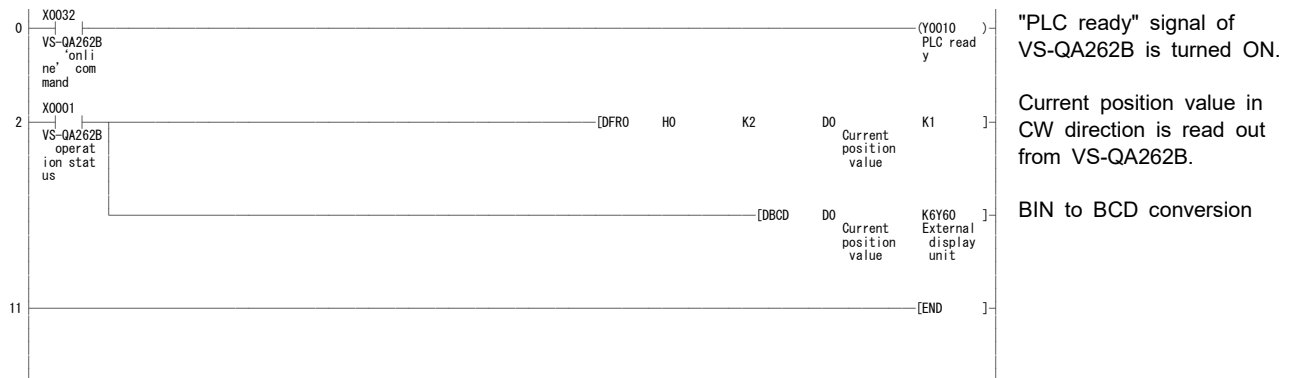 X0032
0 (Y0010 )
VS-QA262B PLC read
'onli y
ne' com
mand
"PLC ready" signal of
VS-QA262B is turned ON.
X0001
2 [DFRO H0 K2 D0 K1 ]
VS-QA262B Current
operat position
ion stat value
us
Current position value in
CW direction is read out
from VS-QA262B.
[DBCD D0 K6Y60 ]
Current External
position display
value unit
BIN to BCD conversion
11 [END ]